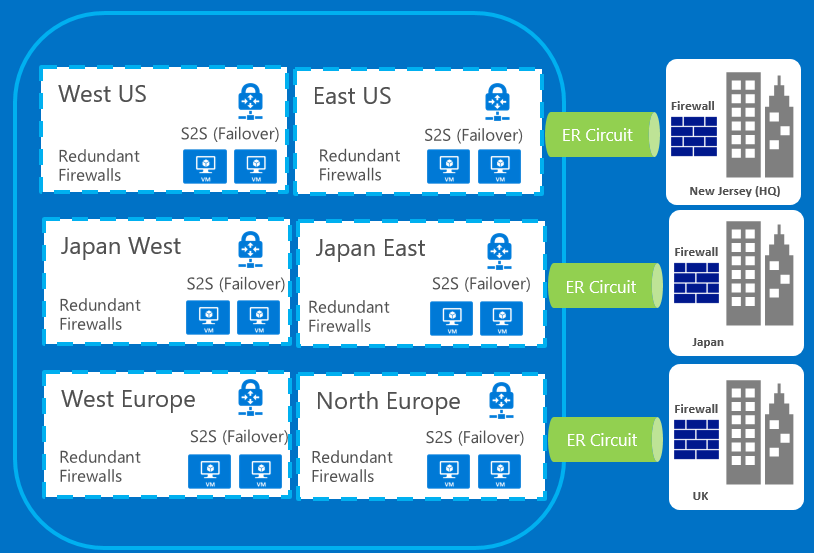 West US
S2S (Failover)
Redundant
Firewalls
VM
VM
East US
S2S (Failover)
Redundant
Firewalls
VM
VM
ER Circuit
Firewall
New Jersey (HQ)
Japan West
S2S (Failover)
Redundant
Firewalls
VM
VM
Japan East
S2S (Failover)
Redundant
Firewalls
VM
VM
ER Circuit
Firewall
Japan
West Europe
S2S (Failover)
Redundant
Firewalls
VM
VM
North Europe
S2S (Failover)
Redundant
Firewalls
VM
VM
ER Circuit
Firewall
UK